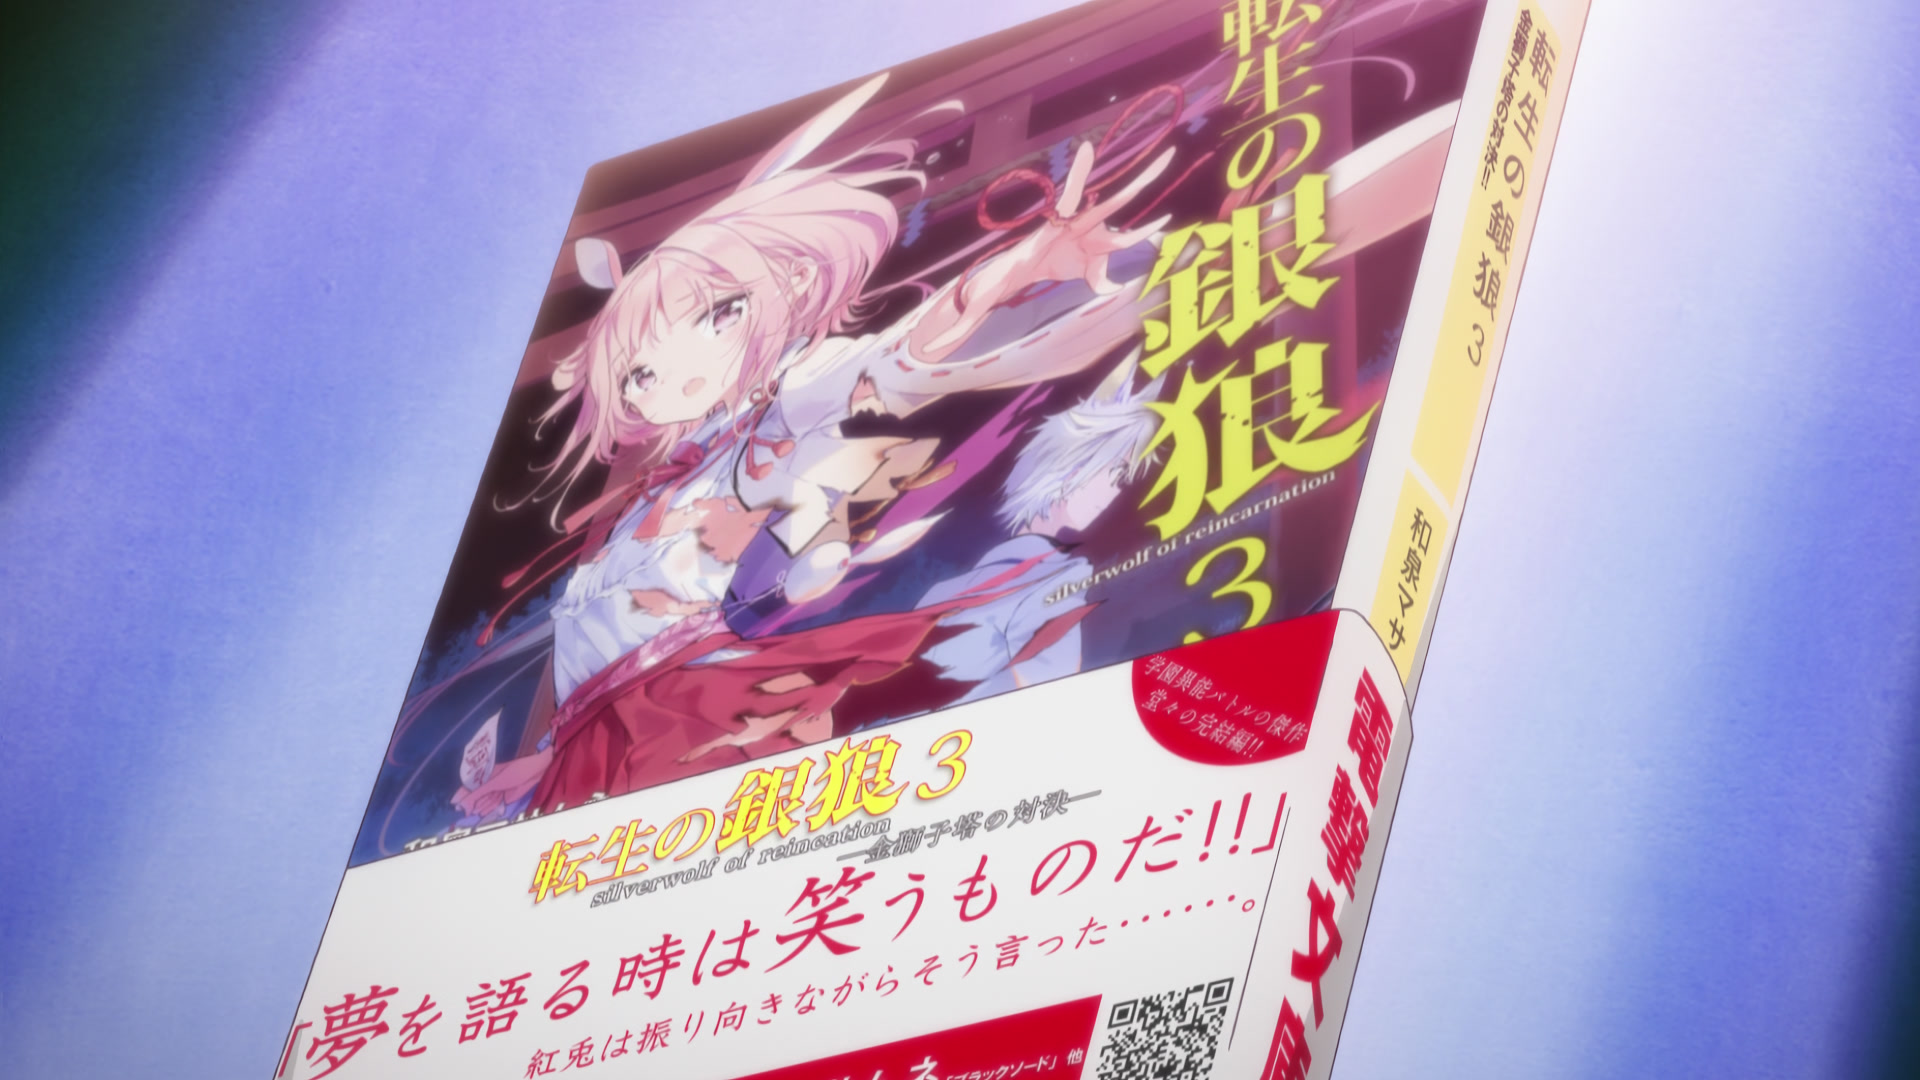 転生の銀狼
silverwolf of reincarnation
3
転生の銀狼 3
金獅子塔の対決!!
和泉マサ
学園異能バトルの傑作
堂々の完結編!!
転生の銀狼 3
silverwolf of reincation
―金獅子塔の対決―
「夢を語る時は笑うものだ!!」
紅兎は振り向きながらそう言った……。
「ブラックソード」他